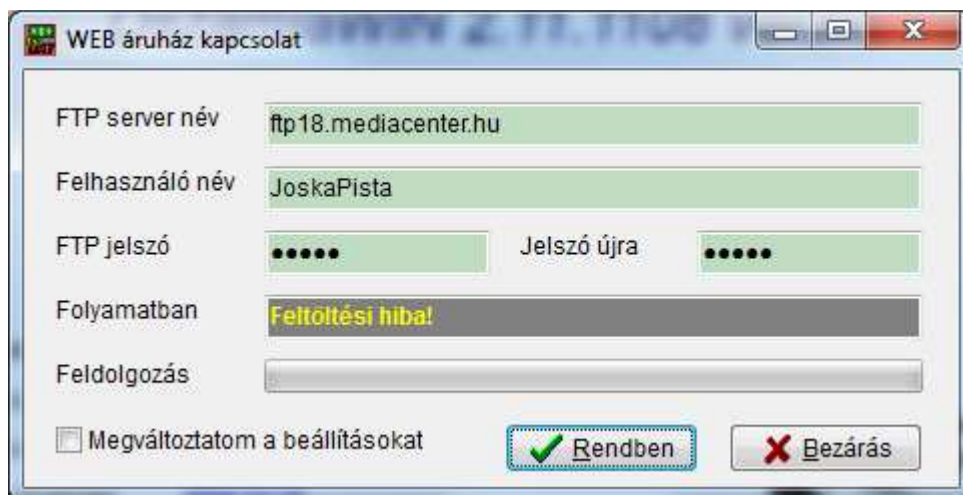 WEB áruház kapcsolat
FTP server név ftp18.mediacenter.hu
Felhasználó név JoskaPista
FTP jelszó ●●●●● Jelszó újra ●●●●●
Folyamatban Feltöltési hiba!
Feldolgozás
Megváltoztatom a beállításokat Rendben Bezárás